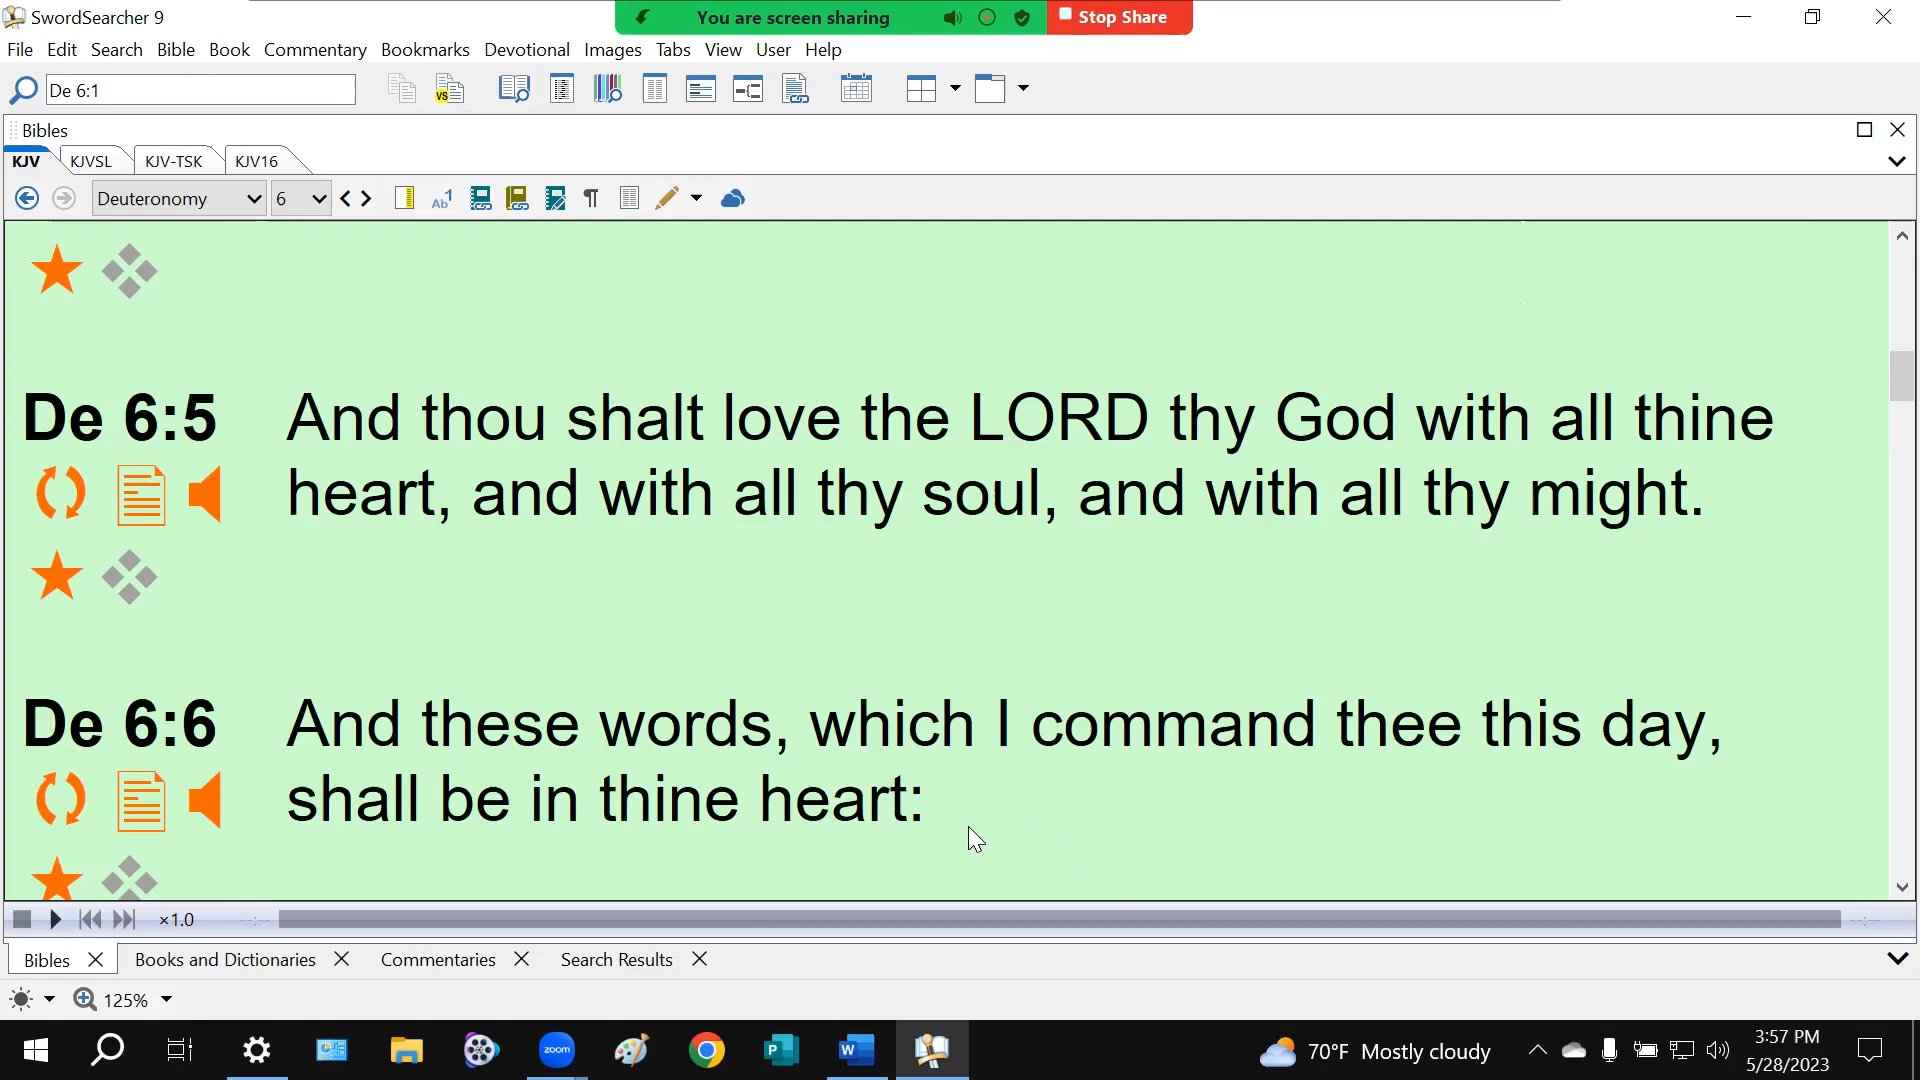 SwordSearcher 9
You are screen sharing
Stop Share
File Edit Search Bible Book Commentary Bookmarks Devotional Images Tabs View User Help
De 6:1
VS
Bibles
KJV KJVSL KJV-TSK KJV16
Deuteronomy 6 Ab1
De 6:5 And thou shalt love the LORD thy God with all thine
heart, and with all thy soul, and with all thy might.
De 6:6 And these words, which I command thee this day,
shall be in thine heart:
×1.0 --:-- --:--
Bibles Books and Dictionaries Commentaries Search Results
125%
zoom P W 70°F Mostly cloudy
3:57 PM
5/28/2023